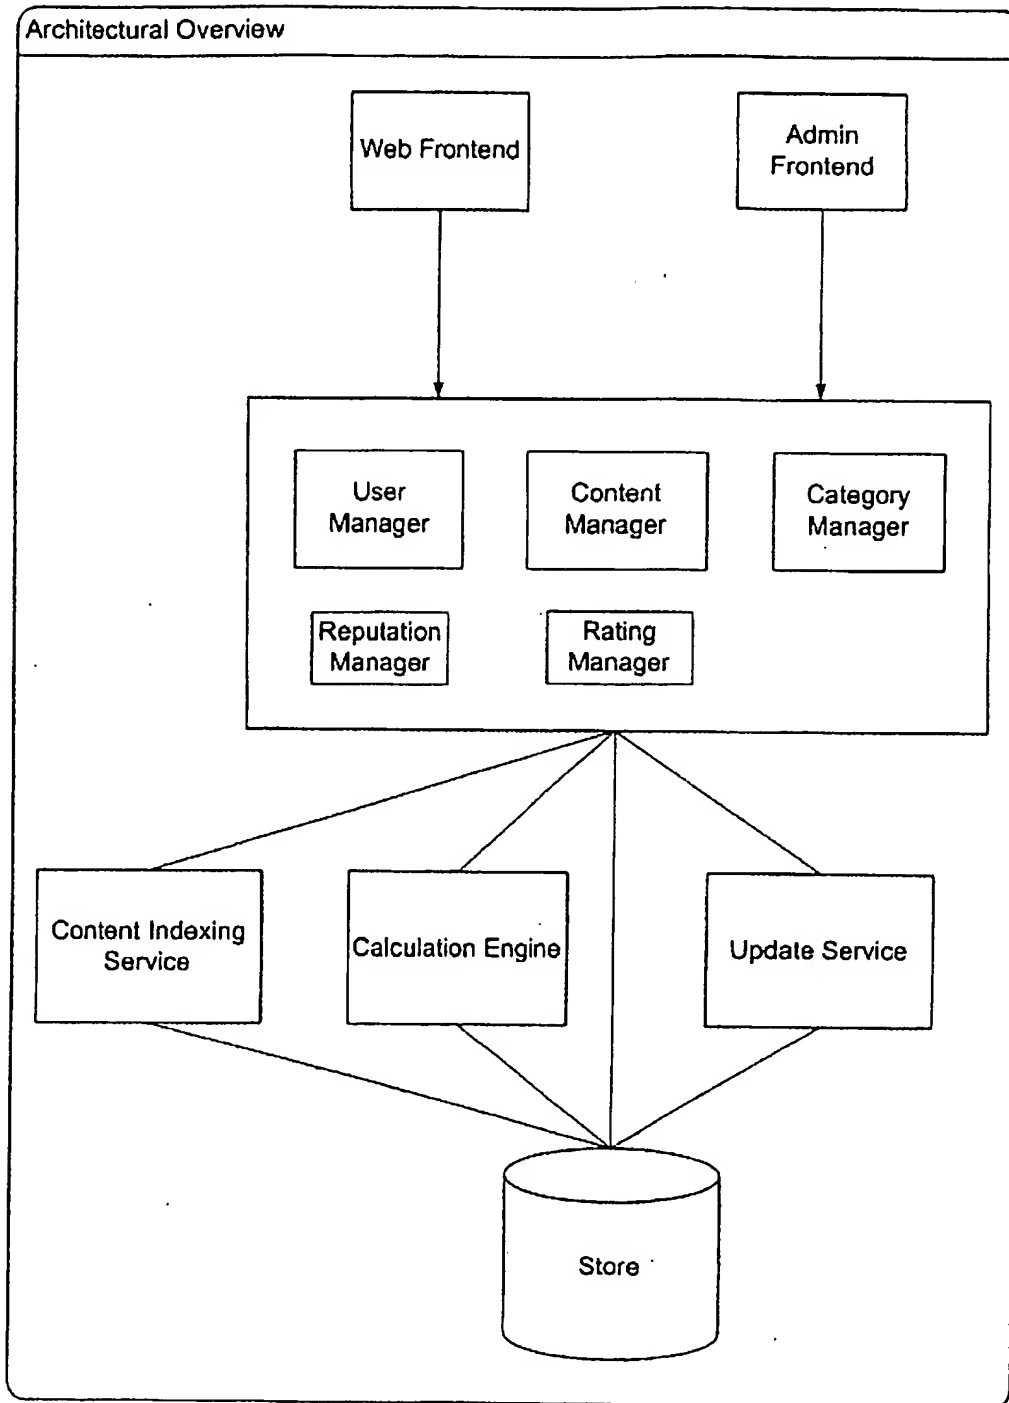 Architectural Overview
Web Frontend
Admin
Frontend
User
Manager
Content
Manager
Category
Manager
Reputation
Manager
Rating
Manager
Content Indexing
Service
Calculation Engine
Update Service
Store